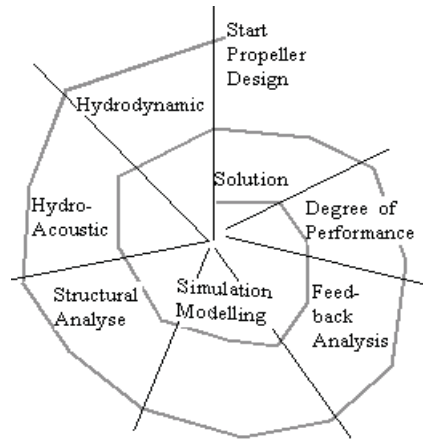 Start
Propeller
Design
Hydrodynamic
Solution
Hydro-
Acoustic
Degree of
Performance
Structural
Analyse
Simulation
Modelling
Feed-
back
Analysis